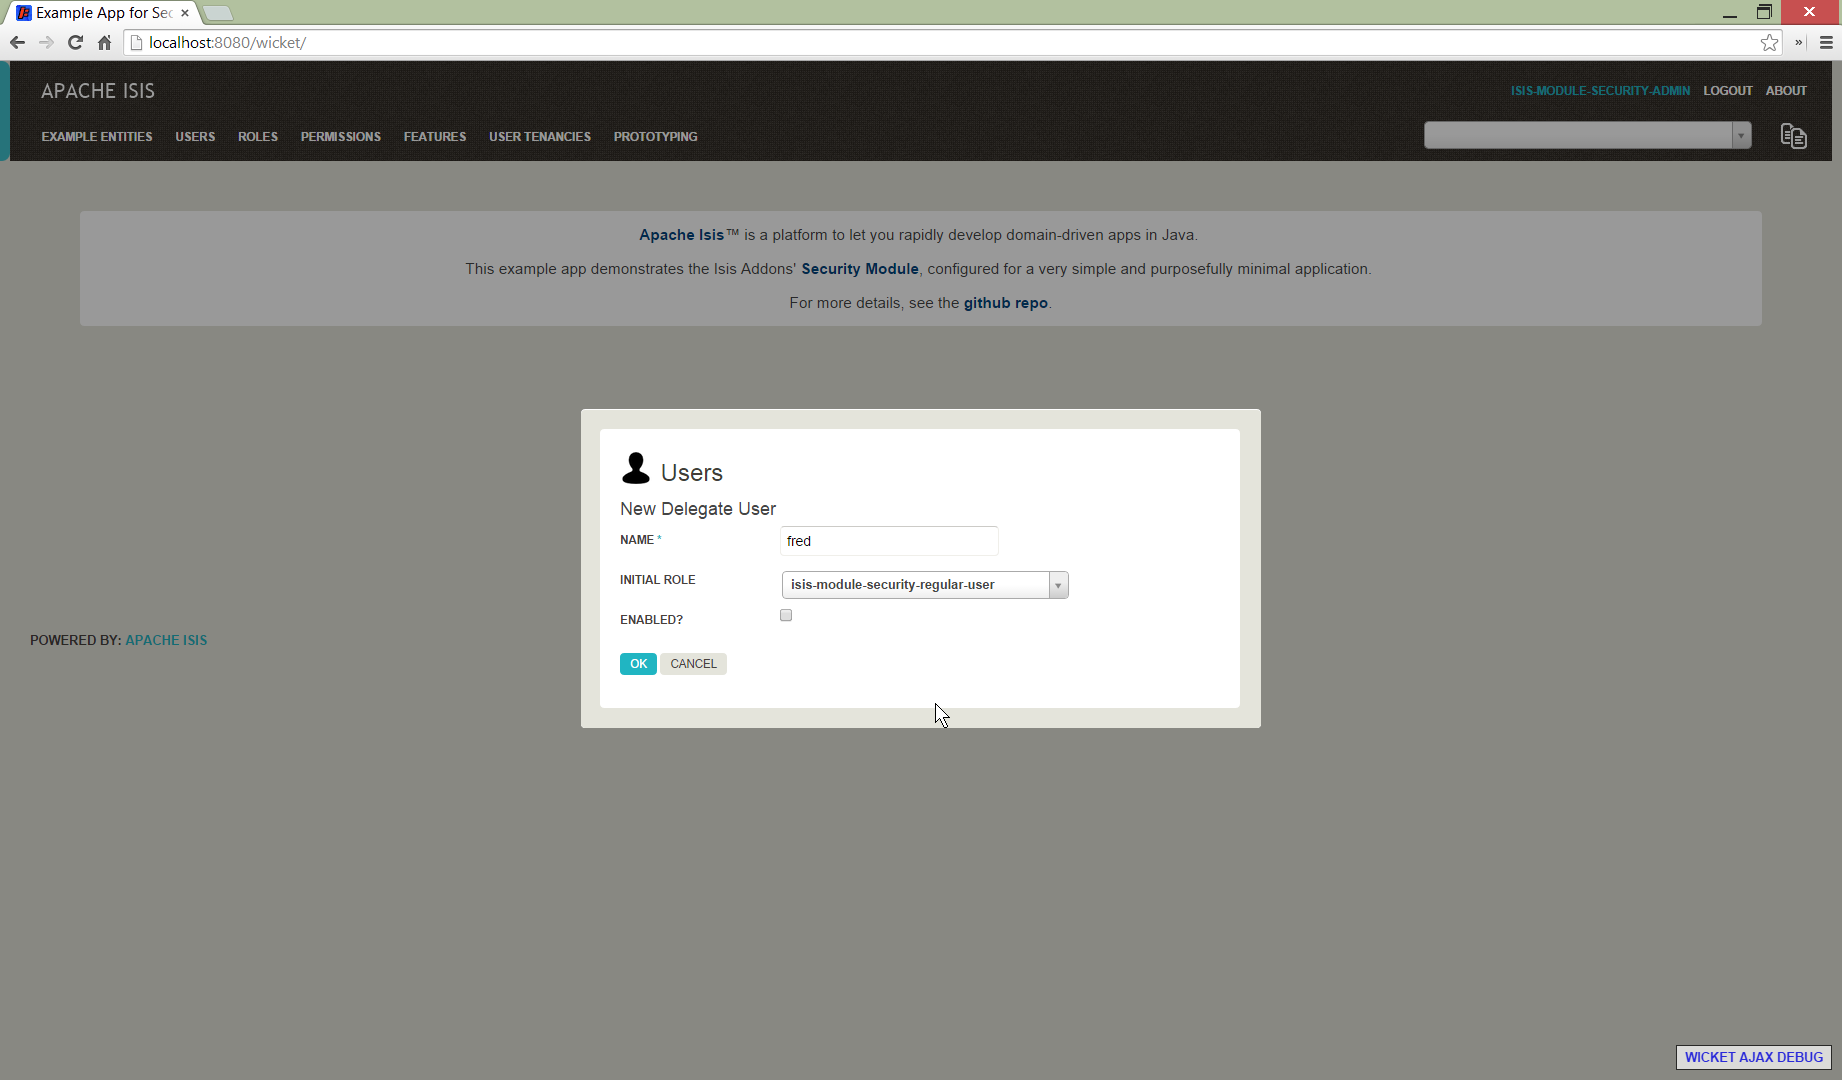 Example App for Sec
localhost:8080/wicket/
APACHE ISIS
ISIS-MODULE-SECURITY-ADMIN LOGOUT ABOUT
EXAMPLE ENTITIES USERS ROLES PERMISSIONS FEATURES USER TENANCIES PROTOTYPING
Apache Isis™ is a platform to let you rapidly develop domain-driven apps in Java.
This example app demonstrates the Isis Addons' Security Module, configured for a very simple and purposefully minimal application.
For more details, see the github repo.
Users
New Delegate User
NAME * fred
INITIAL ROLE isis-module-security-regular-user
ENABLED?
OK CANCEL
POWERED BY: APACHE ISIS
WICKET AJAX DEBUG